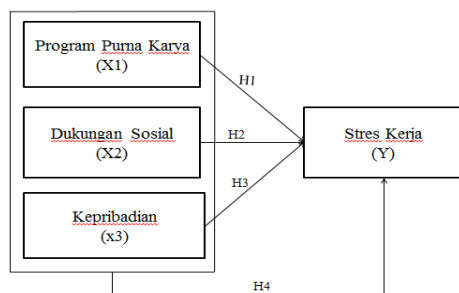 Program Purna Karya
(X1)
H1
Dukungan Sosial
(X2)
H2
Stres Kerja
(Y)
H3
Kepribadian
(x3)
H4